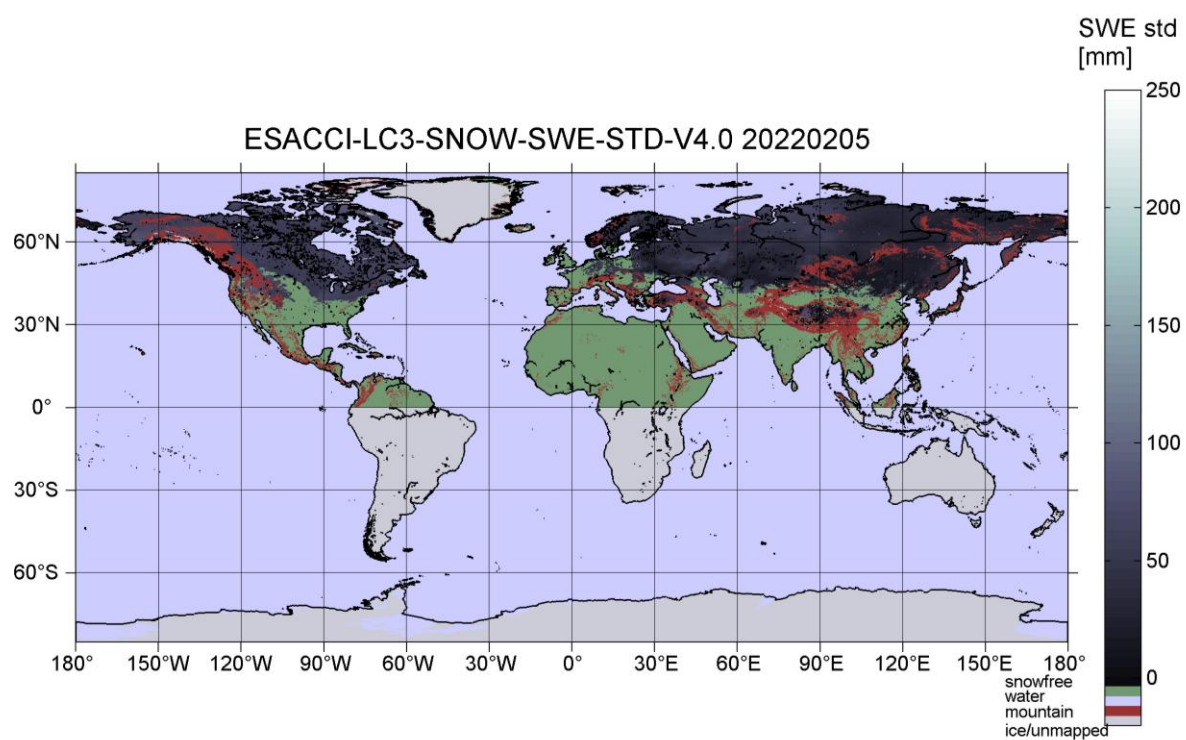 SWE std
[mm]
250
ESACCI-LC3-SNOW-SWE-STD-V4.0 20220205
200
60°N
150
30°N
0°
100
30°S
50
60°S
0
180° 150°W 120°W 90°W 60°W 30°W 0° 30°E 60°E 90°E 120°E 150°E 180°
snowfree
water
mountain
ice/unmapped